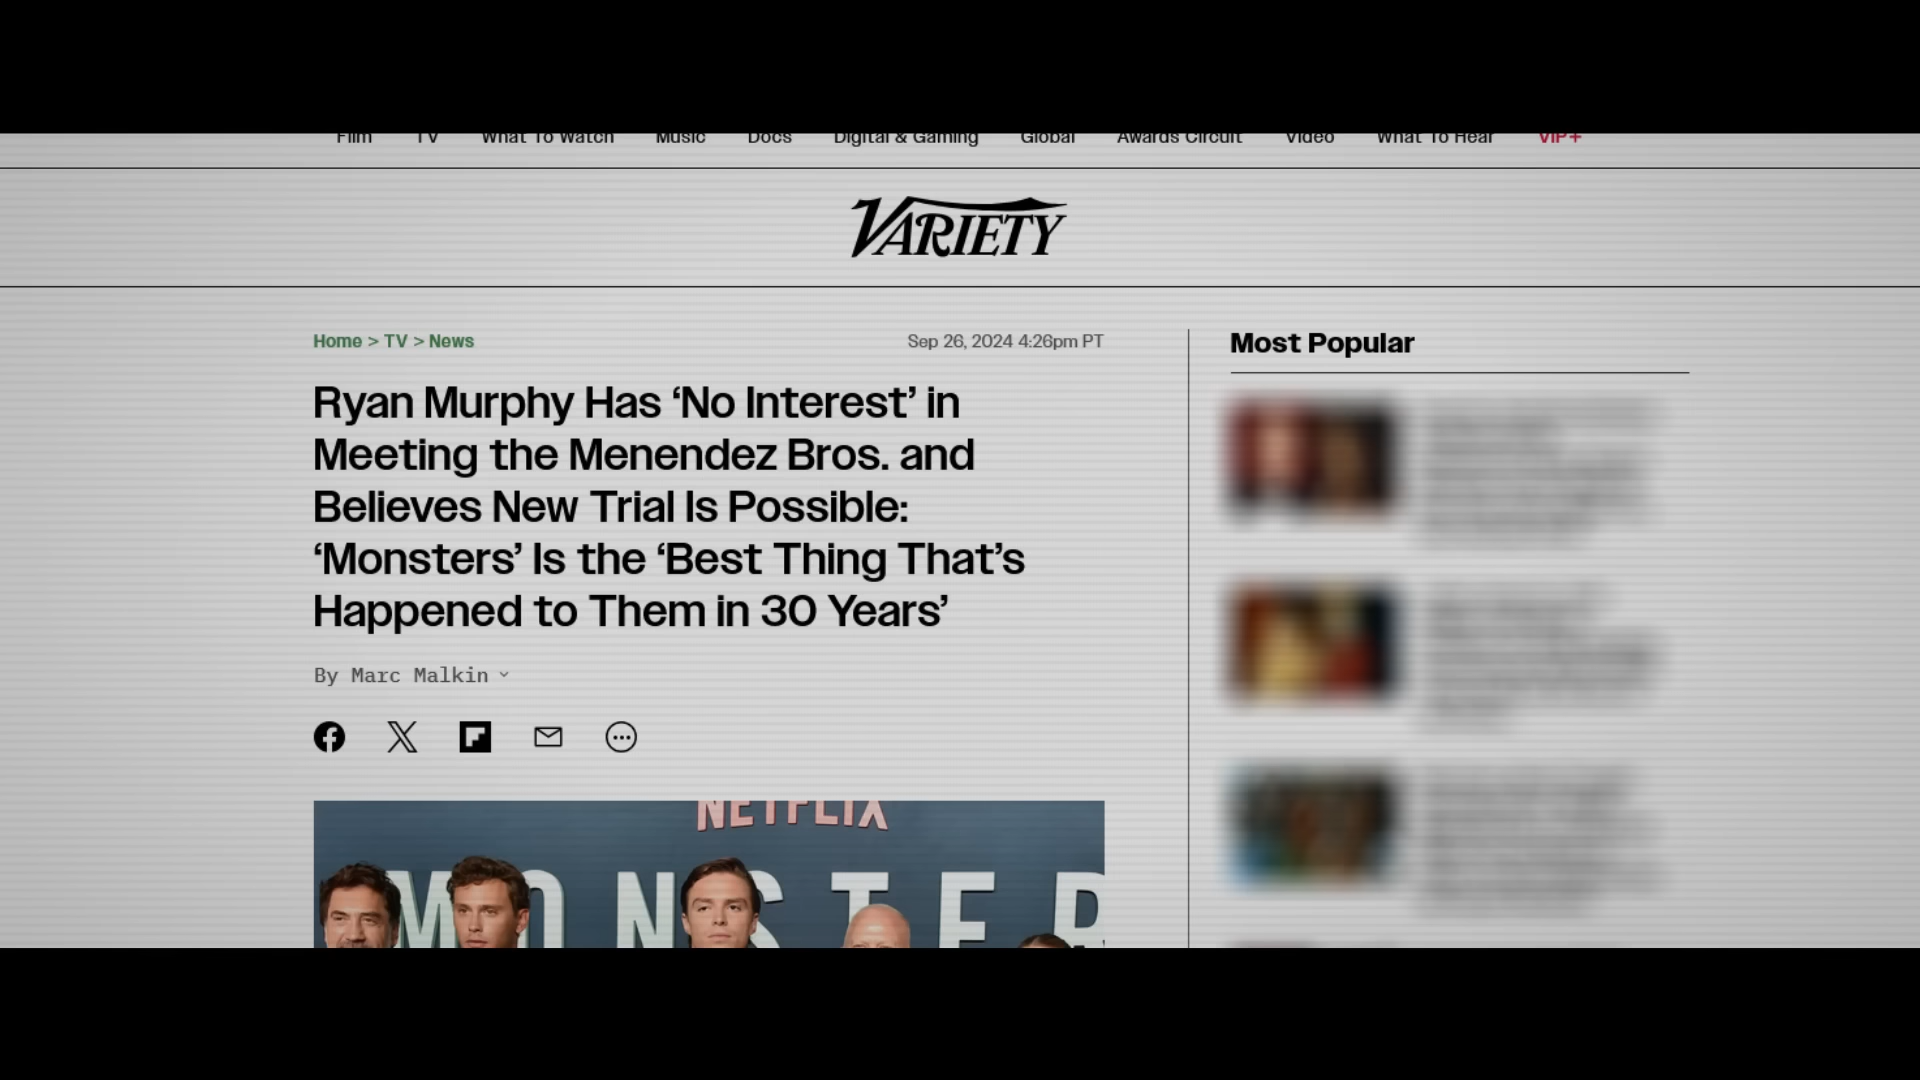 Film TV What To Watch Music Docs Digital & Gaming Global Awards Circuit Video What To Hear VIP+
VARIETY
Home > TV > News
Sep 26, 2024 4:26pm PT
Ryan Murphy Has ‘No Interest’ in
Meeting the Menendez Bros. and
Believes New Trial Is Possible:
‘Monsters’ Is the ‘Best Thing That’s
Happened to Them in 30 Years’
By Marc Malkin
NETFLIX
MONSTER
Most Popular